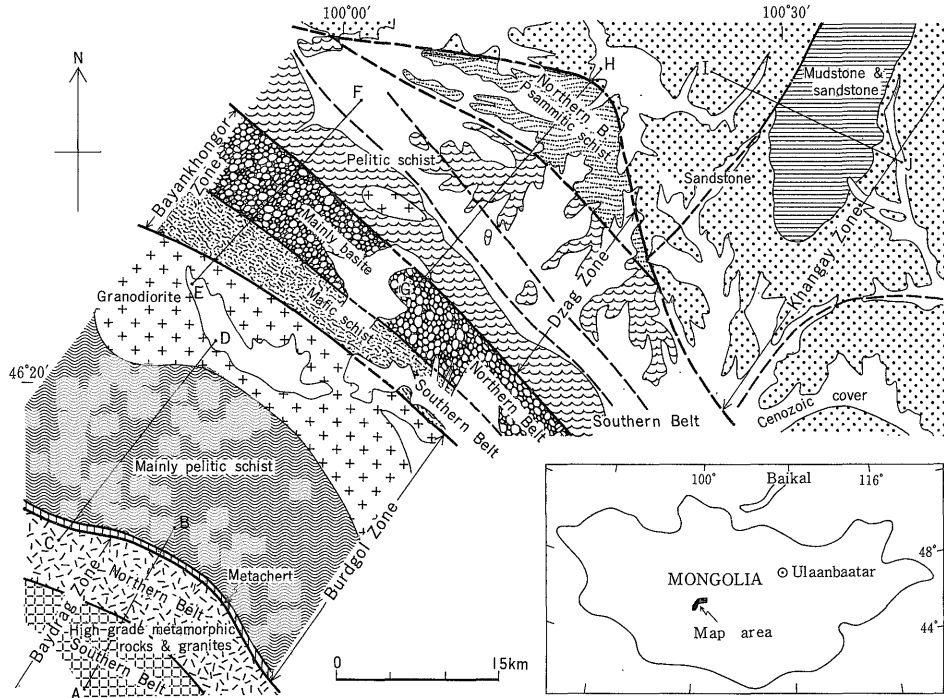 100°00′
100°30′
N
H
I
F
Northern B.
Psammitic schist
Mudstone &
sandstone
Bayankhongor
Zone
Pelitic schist
Sandstone
Mainly basite
Khangay Zone
Granodiorite
E
G
Dzag Zone
Mafic schist
D
46°20′
Northern Belt
Southern Belt
Southern Belt
Cenozoic cover
Mainly pelitic schist
B
C
Burdgol Zone
Metachert
Northern Belt
Baydrag Zone
High-grade metamorphic
rocks & granites
Southern Belt
A
0
15km
100°
Baikal
116°
48°
MONGOLIA
Ulaanbaatar
Map area
44°